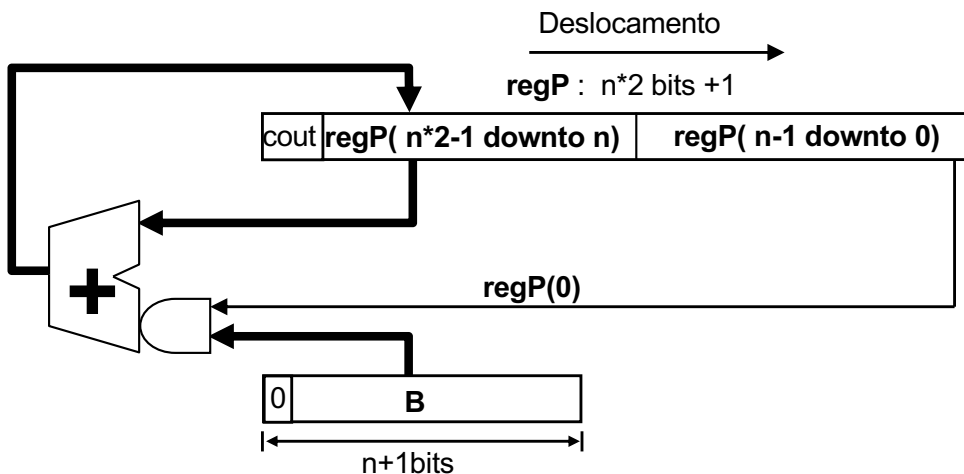 Deslocamento
regP : n*2 bits +1
cout regP( n*2-1 downto n) regP( n-1 downto 0)
+
regP(0)
0 B
n+1bits